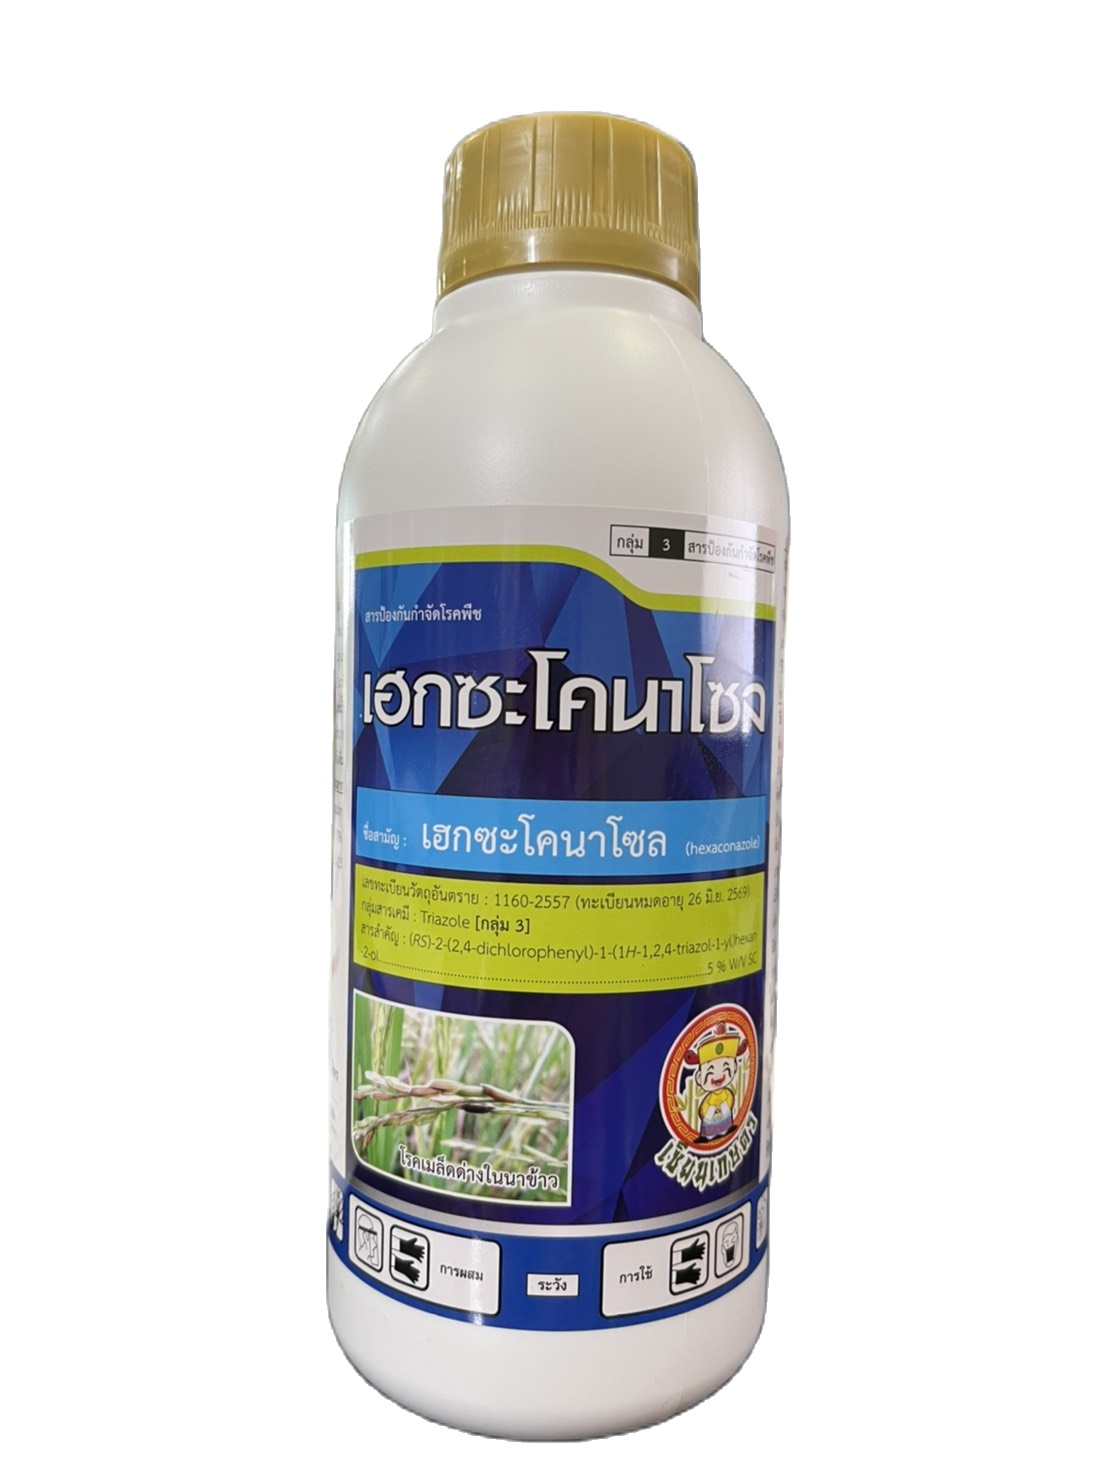 กลุ่ม 3 สารป้องกันกำจัดโรคพืช
สารป้องกันกำจัดโรคพืช
เฮกซะโคนาโซล
ชื่อสามัญ : เฮกซะโคนาโซล (hexaconazole)
เลขทะเบียนวัตถุอันตราย : 1160-2557 (ทะเบียนหมดอายุ 26 มิ.ย. 2569)
กลุ่มสารเคมี : Triazole [กลุ่ม 3]
สารสำคัญ : (RS)-2-(2,4-dichlorophenyl)-1-(1H-1,2,4-triazol-1-yl)hexan
-2-ol........................................................................5 % W/V SC
โรคเมล็ดด่างในนาข้าว
เซียนเกษตร
การผสม
ระวัง
การใช้